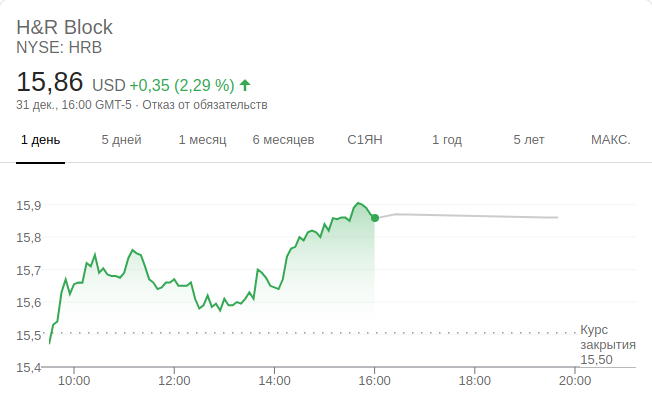 H&R Block
NYSE: HRB
15,86 USD +0,35 (2,29 %)
31 дек., 16:00 GMT-5 · Отказ от обязательств
1 день 5 дней 1 месяц 6 месяцев С1ЯН 1 год 5 лет МАКС.
15,9
15,8
15,7
15,6
15,5
15,4
Курс
закрытия
15,50
10:00 12:00 14:00 16:00 18:00 20:00